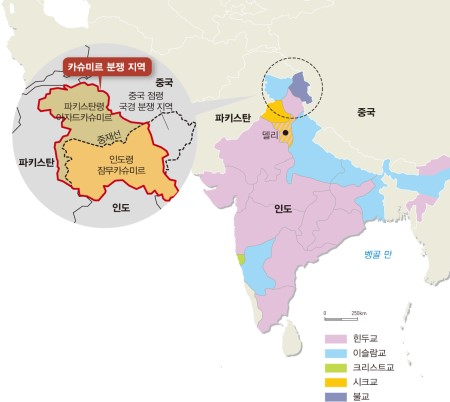 카슈미르 분쟁 지역
중국
중국 점령
국경 분쟁 지역
파키스탄령
아자드카슈미르
중재선
파키스탄
인도령
잠무카슈미르
인도
파키스탄
중국
델리
인도
벵골 만
0 250km
힌두교
이슬람교
크리스트교
시크교
불교